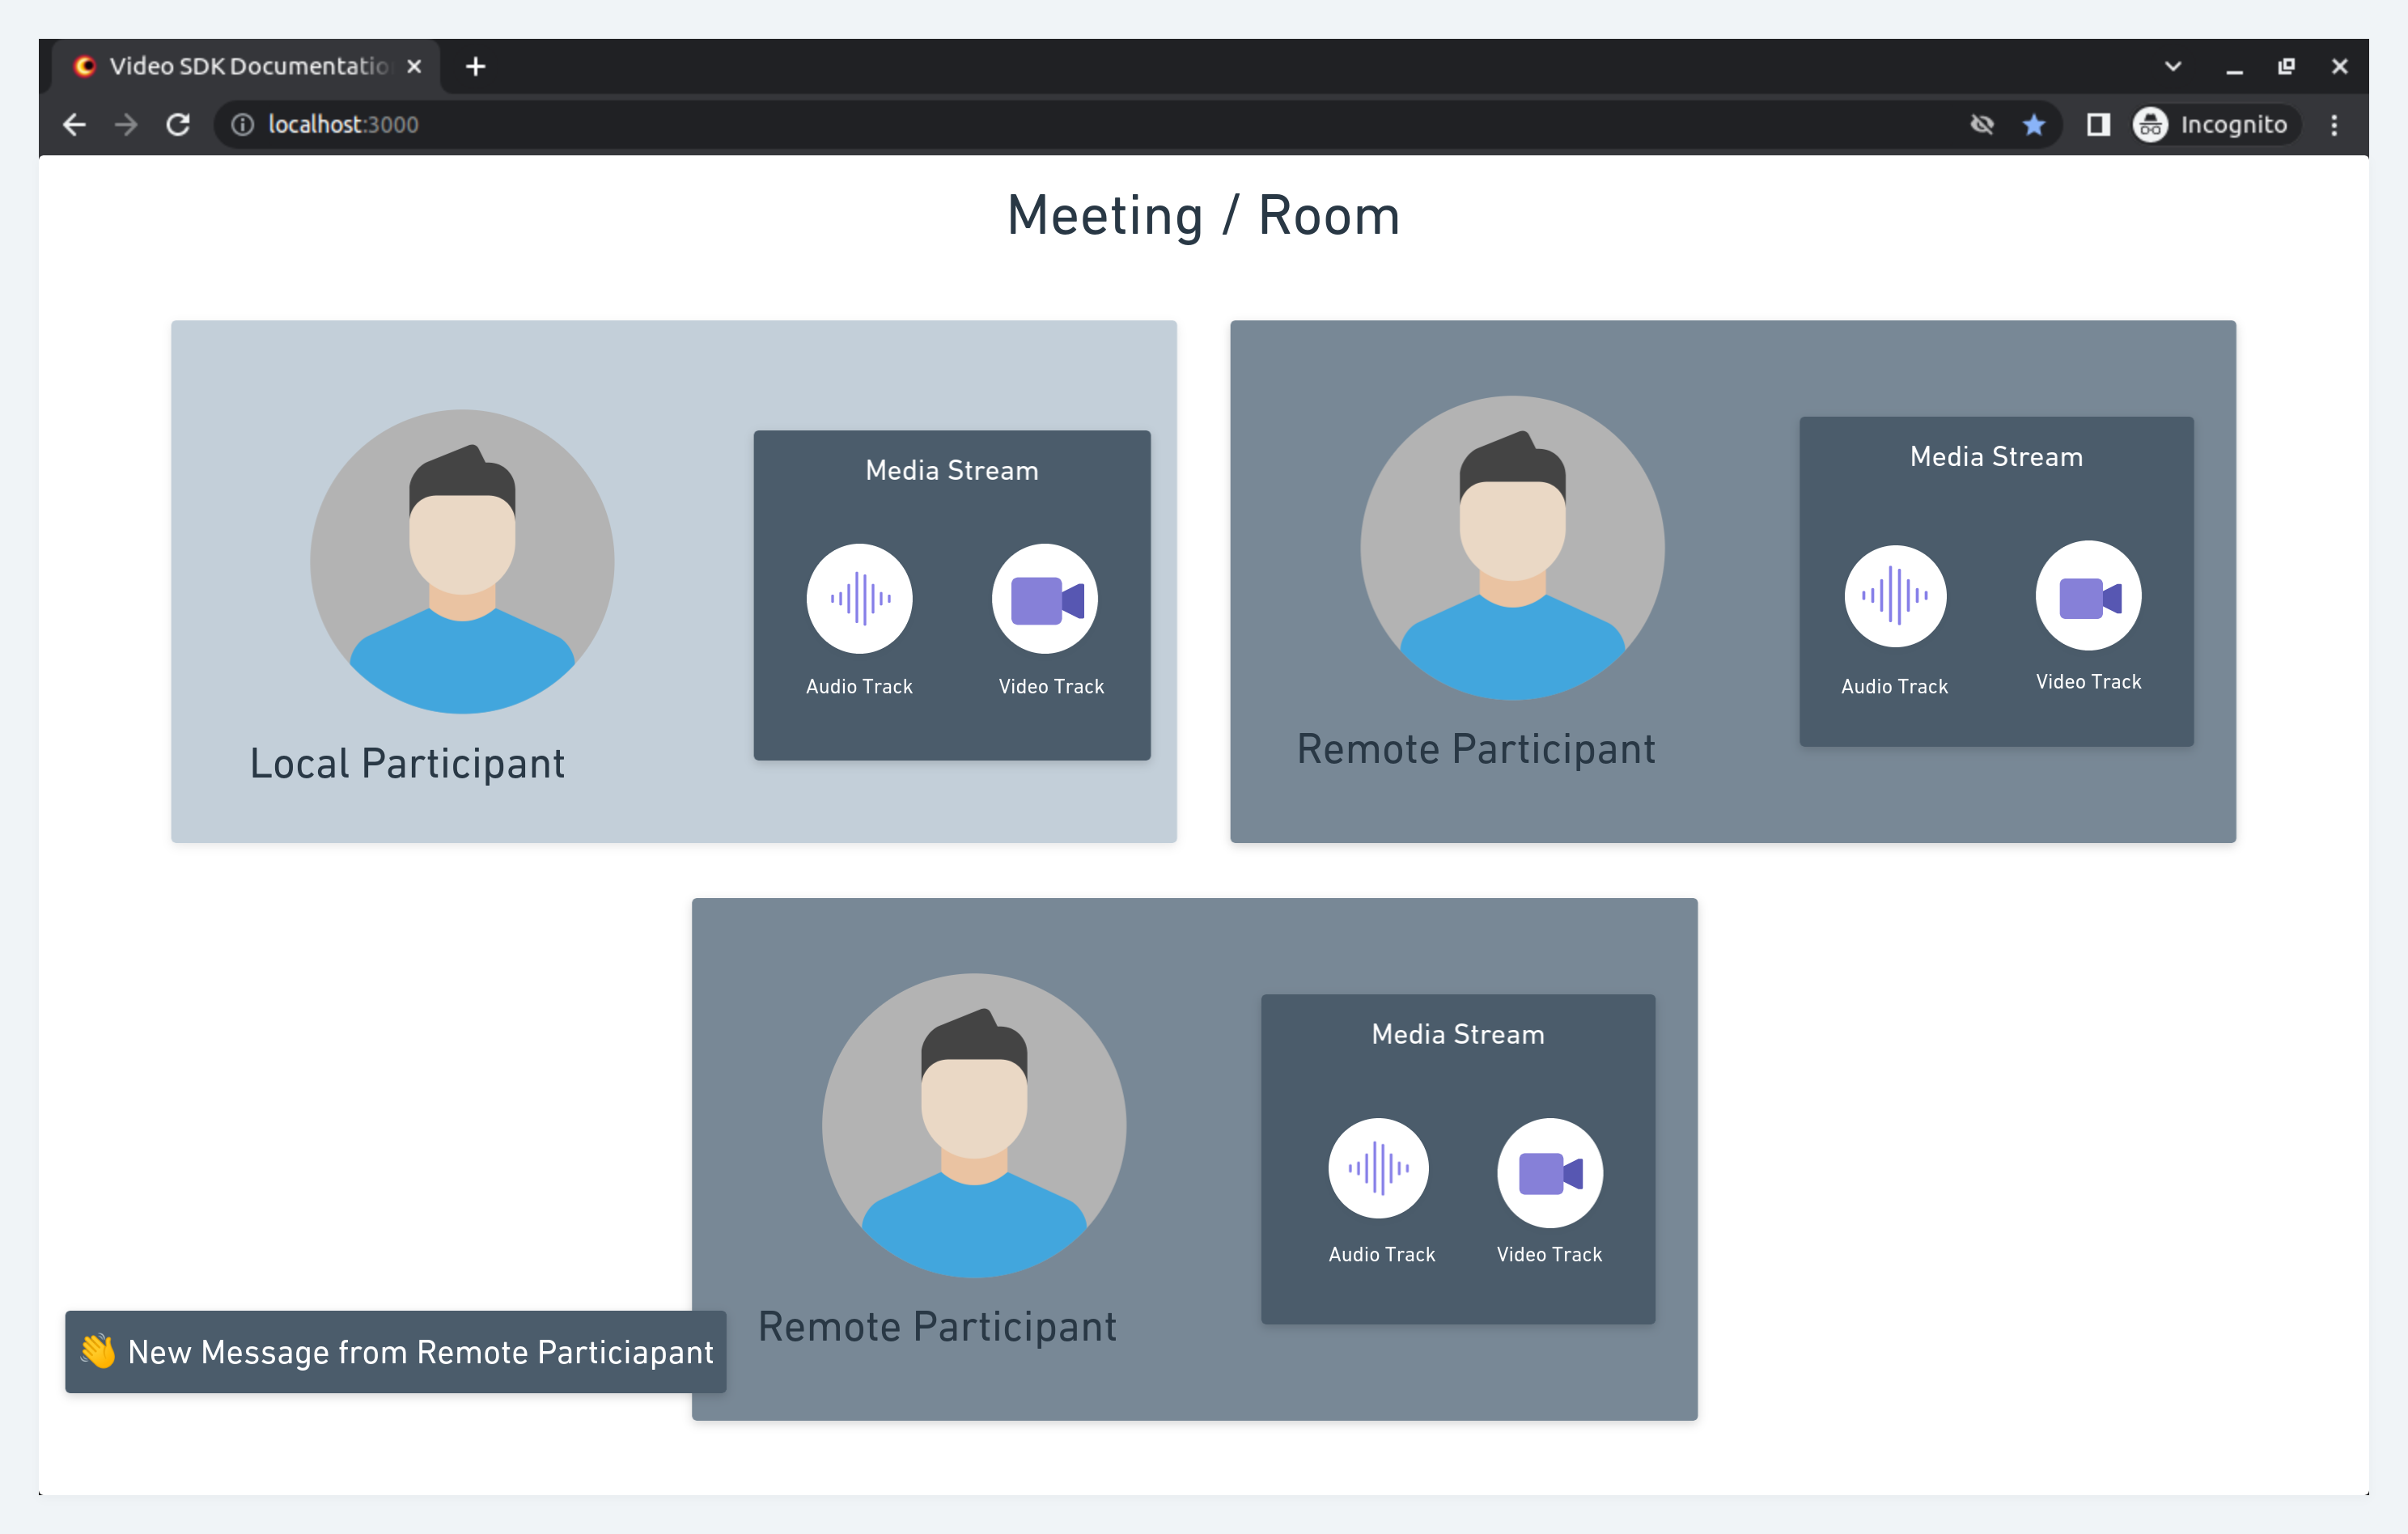 Video SDK Documentatio
localhost:3000
Incognito
Meeting / Room
Media Stream
Audio Track
Video Track
Local Participant
Media Stream
Audio Track
Video Track
Remote Participant
Media Stream
Audio Track
Video Track
Remote Participant
👋 New Message from Remote Particiapant